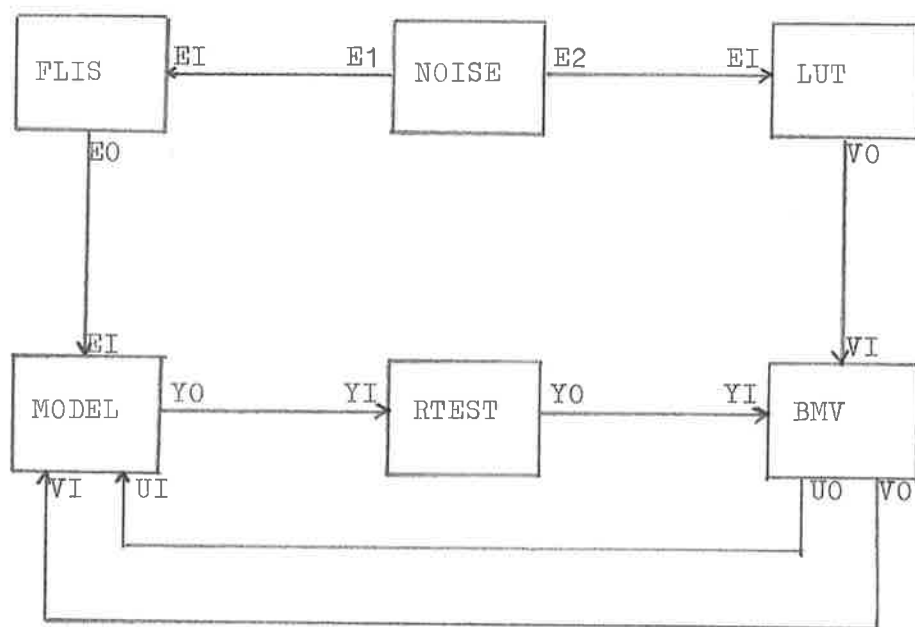 FLIS EI E1 NOISE E2 EI LUT
EO VO
EI VI
MODEL YO YI RTEST YO YI BMV
VI UI UO VO